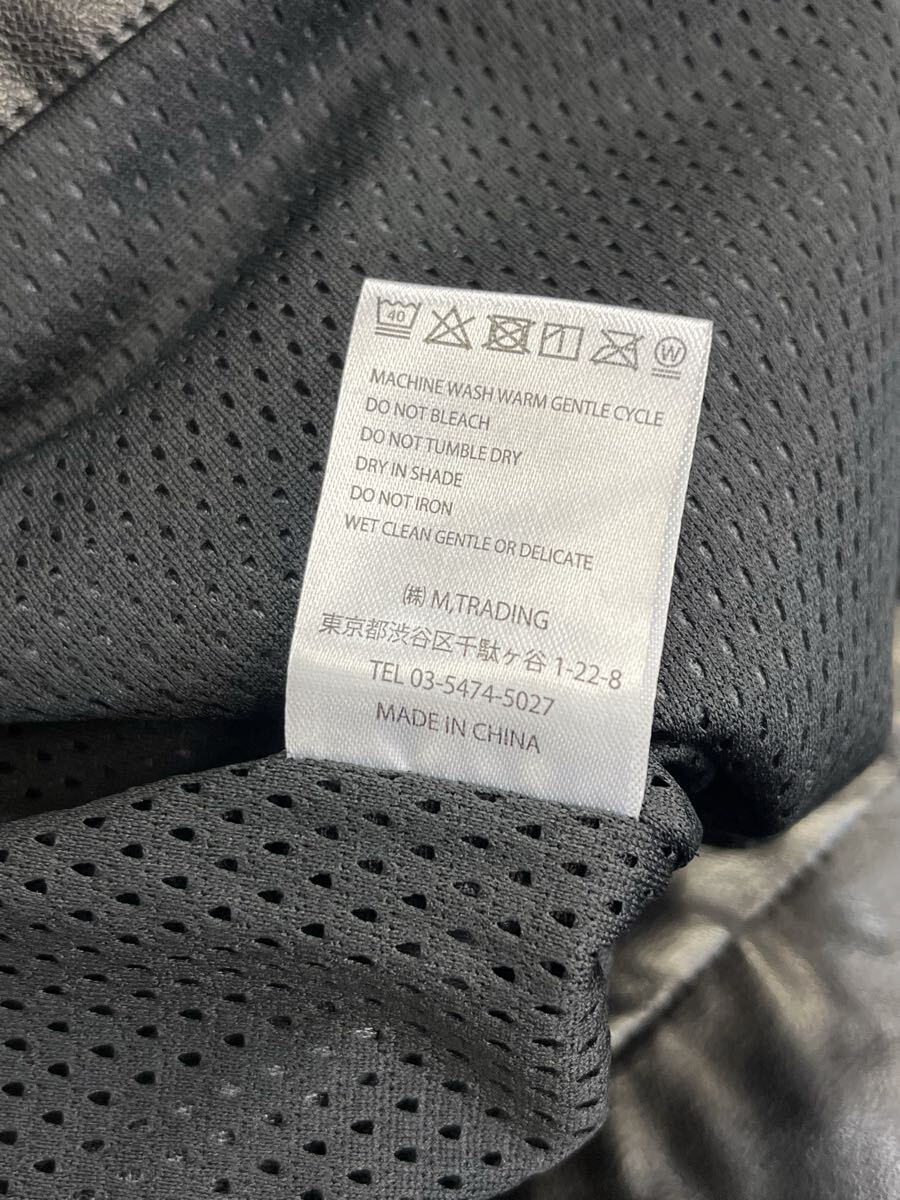 40 W
MACHINE WASH WARM GENTLE CYCLE
DO NOT BLEACH
DO NOT TUMBLE DRY
DRY IN SHADE
DO NOT IRON
WET CLEAN GENTLE OR DELICATE
㈱ M,TRADING
東京都渋谷区千駄ヶ谷 1-22-8
TEL 03-5474-5027
MADE IN CHINA